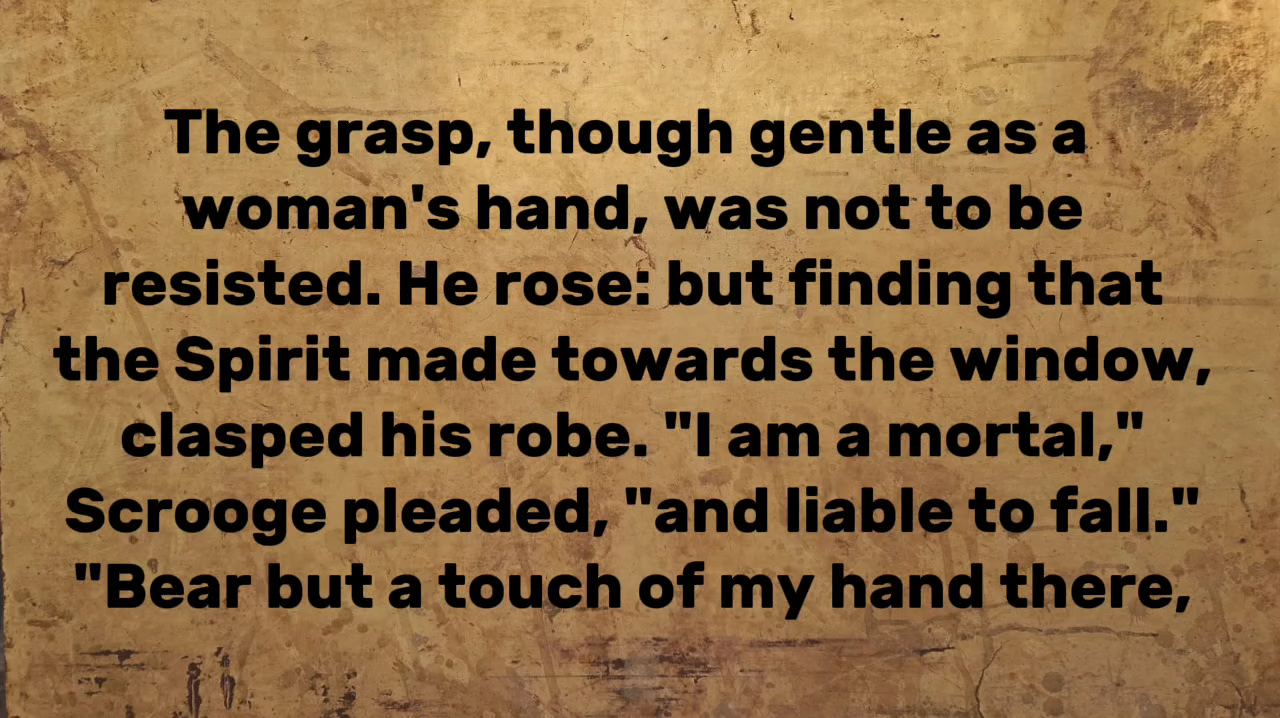 The grasp, though gentle as a
woman's hand, was not to be
resisted. He rose: but finding that
the Spirit made towards the window,
clasped his robe. "I am a mortal,"
Scrooge pleaded, "and liable to fall."
"Bear but a touch of my hand there,